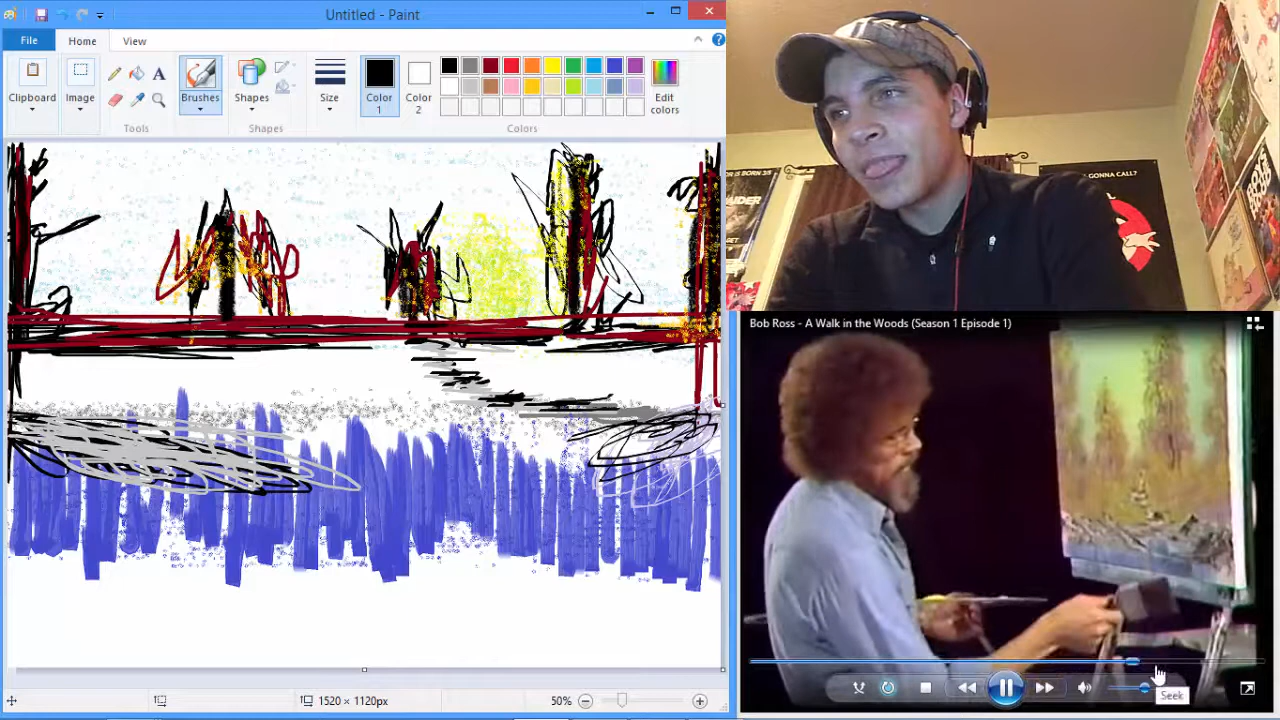 Untitled - Paint
File
Home
View
Clipboard
Image
Tools
Brushes
Shapes
Shapes
Size
Color 1
Color 2
Edit colors
Colors
1520 × 1120px
50%
GONNA CALL?
Bob Ross - A Walk in the Woods (Season 1 Episode 1)
Seek